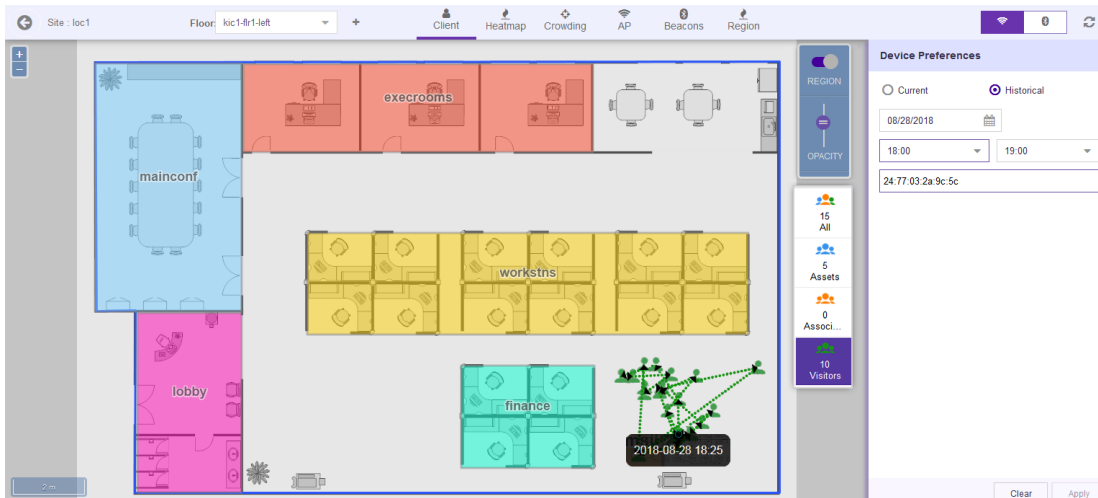 Site : loc1
Floor: kic1-flr1-left
+
Client
Heatmap
Crowding
AP
Beacons
Region
+
−
REGION
OPACITY
15
All
5
Assets
0
Associ...
10
Visitors
execrooms
mainconf
workstns
lobby
finance
2018-08-28 18:25
2 m
Device Preferences
Current
Historical
08/28/2018
18:00
19:00
24:77:03:2a:9c:5c
Clear
Apply